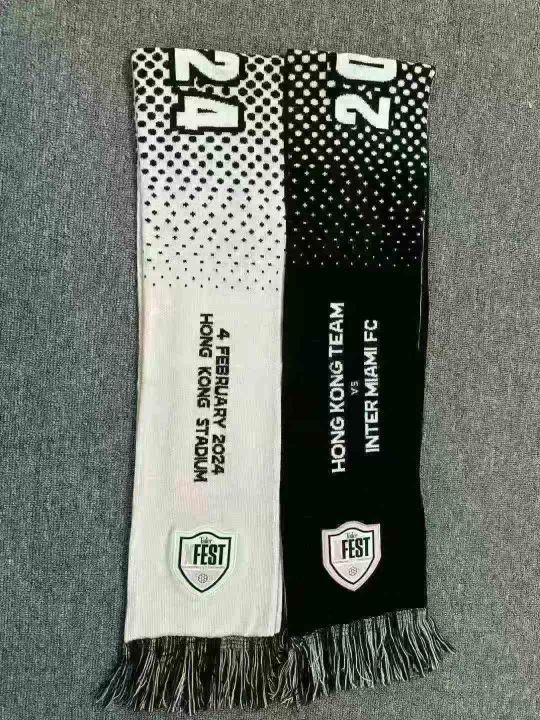 24
20
4 FEBRUARY 2024
HONG KONG STADIUM
HONG KONG TEAM
VS
INTER MIAMI FC
FEST
FEST